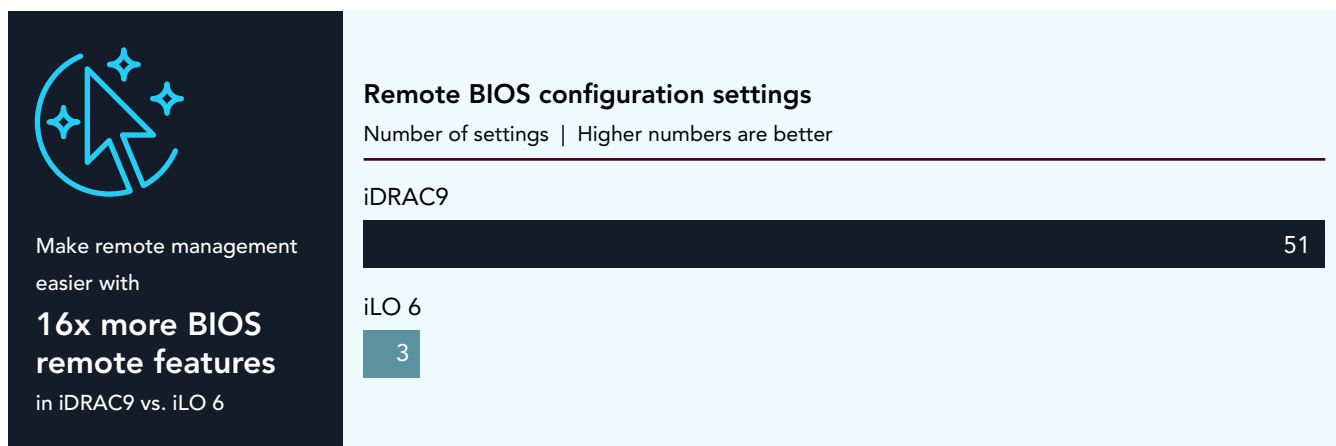 Make remote management
easier with
16x more BIOS
remote features
in iDRAC9 vs. iLO 6
Remote BIOS configuration settings
Number of settings | Higher numbers are better
iDRAC9
51
iLO 6
3